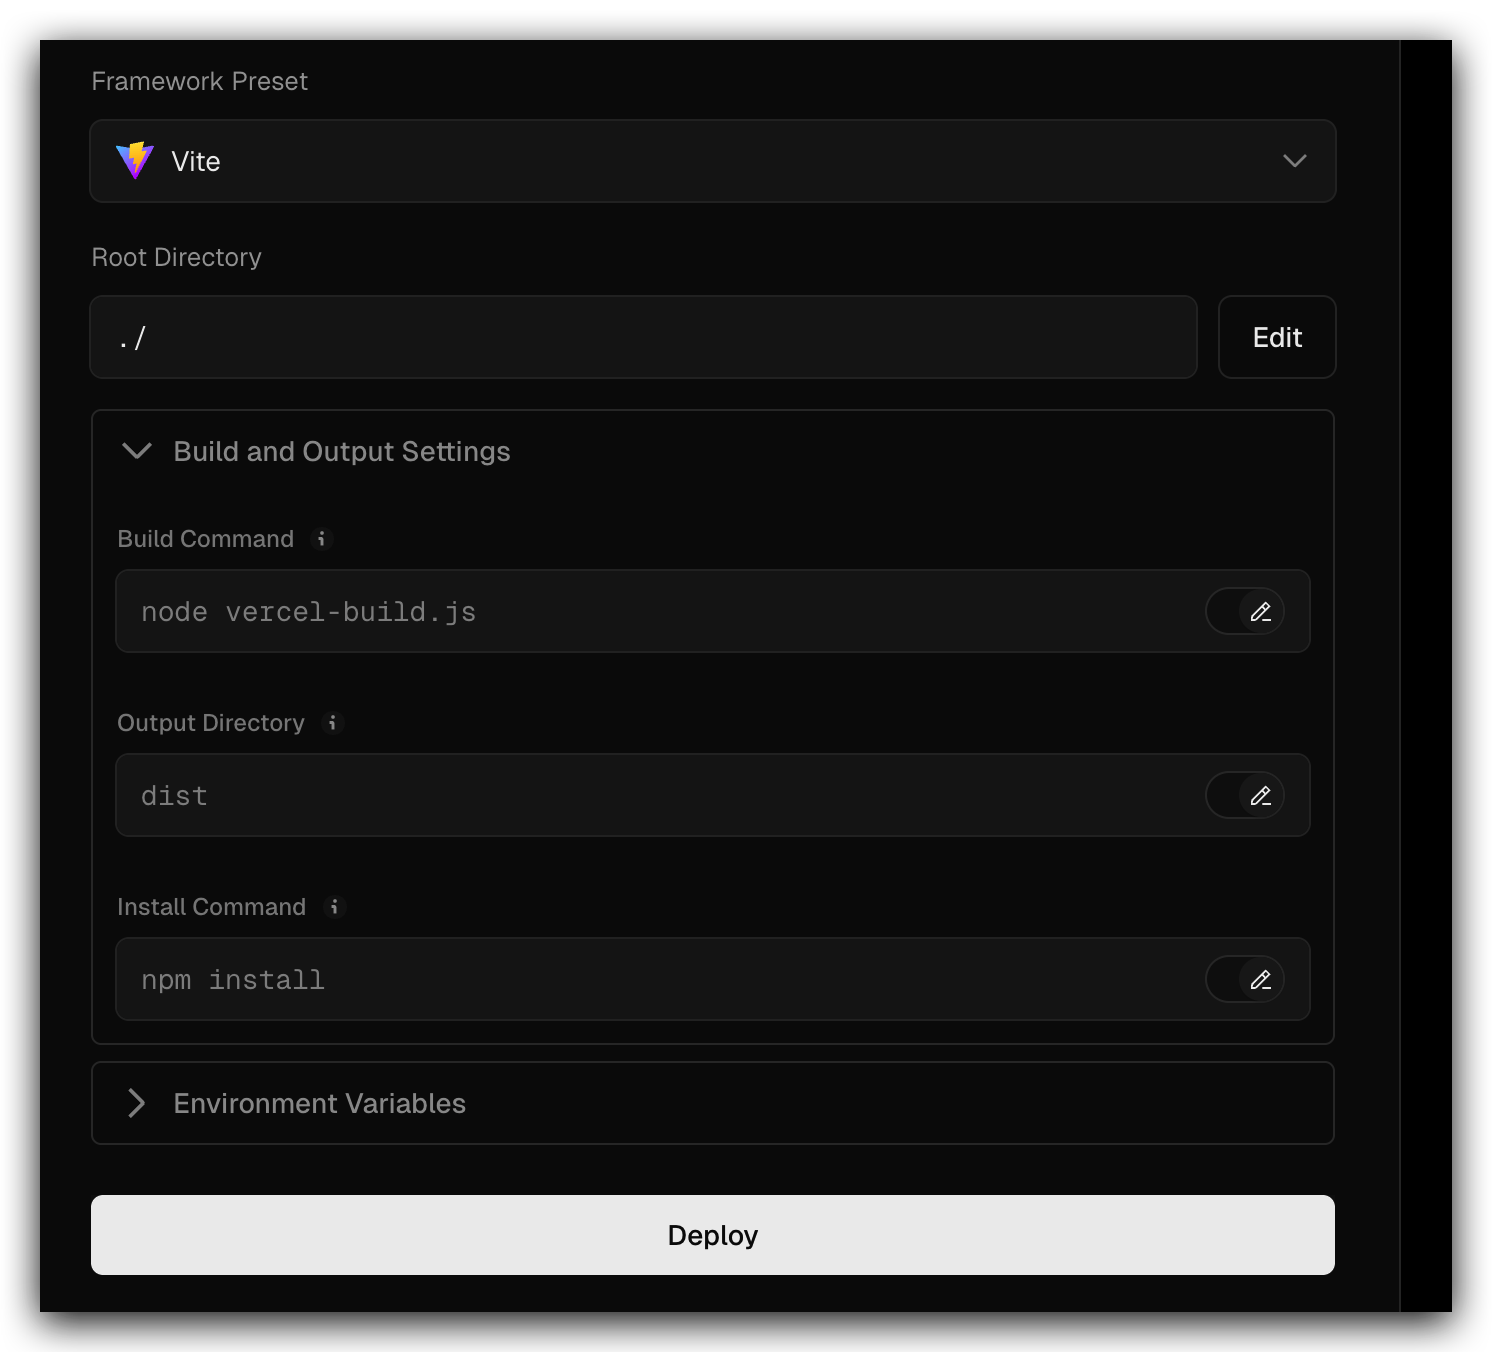 Framework Preset
Vite
Root Directory
./
Edit
Build and Output Settings
Build Command
node vercel-build.js
Output Directory
dist
Install Command
npm install
Environment Variables
Deploy